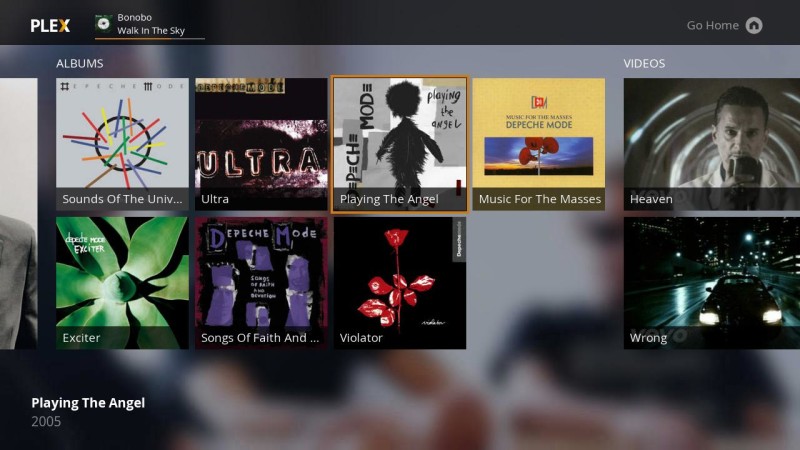 PLEX
Bonobo
Walk In The Sky
Go Home
ALBUMS
VIDEOS
DEPECHE MODE
Sounds Of The Univ...
DEPECHE MODE
ULTRA
Ultra
DEPECHE MODE
playing
the
angel
Playing The Angel
MUSIC FOR THE MASSES
DEPECHE MODE
Music For The Masses
Heaven
depeche mode
EXCITER
Exciter
DEPECHE MODE
SONGS
OF FAITH
AND
DEVOTION
Songs Of Faith And ...
Depeche Mode
violator
Violator
vevo
Wrong
Playing The Angel
2005